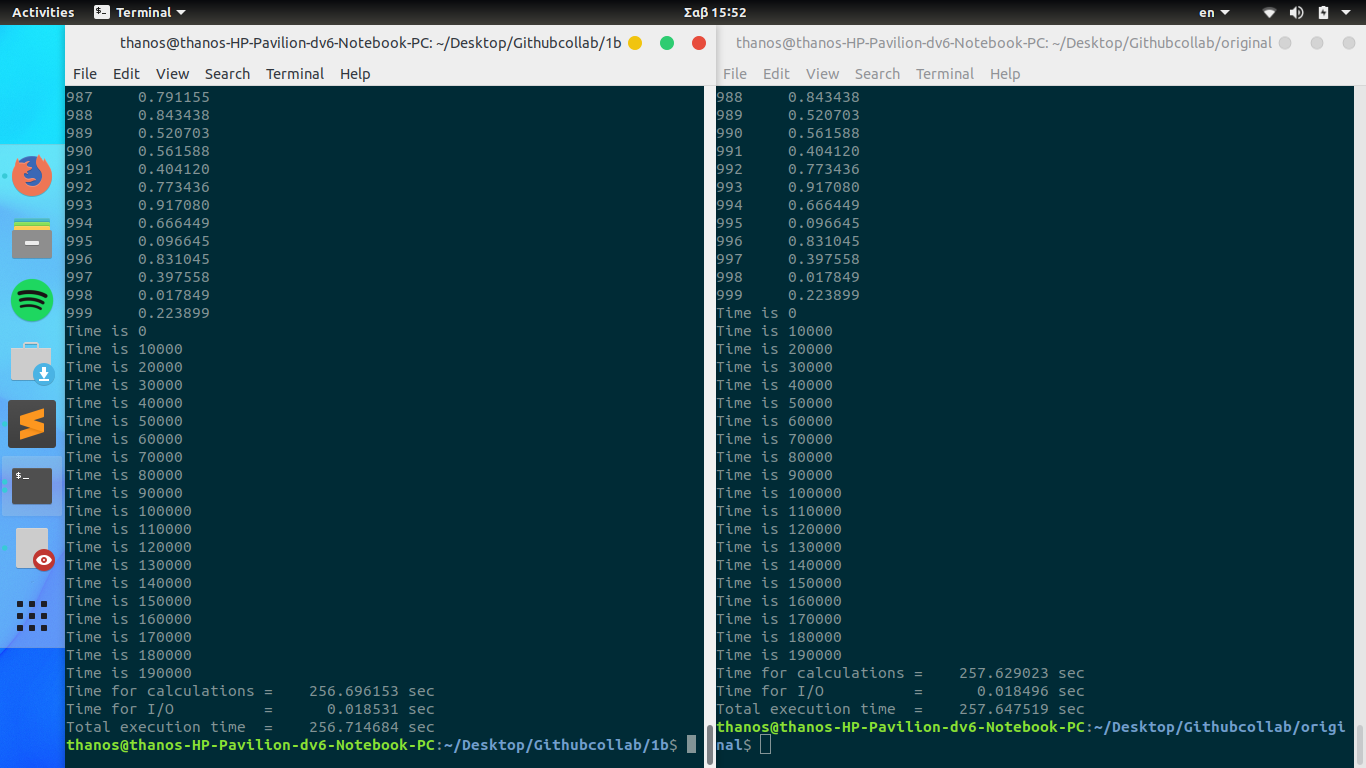 Activities Terminal Σαβ 15:52 en
thanos@thanos-HP-Pavilion-dv6-Notebook-PC: ~/Desktop/Githubcollab/1b
File Edit View Search Terminal Help
987 0.791155
988 0.843438
989 0.520703
990 0.561588
991 0.404120
992 0.773436
993 0.917080
994 0.666449
995 0.096645
996 0.831045
997 0.397558
998 0.017849
999 0.223899
Time is 0
Time is 10000
Time is 20000
Time is 30000
Time is 40000
Time is 50000
Time is 60000
Time is 70000
Time is 80000
Time is 90000
Time is 100000
Time is 110000
Time is 120000
Time is 130000
Time is 140000
Time is 150000
Time is 160000
Time is 170000
Time is 180000
Time is 190000
Time for calculations = 256.696153 sec
Time for I/O = 0.018531 sec
Total execution time = 256.714684 sec
thanos@thanos-HP-Pavilion-dv6-Notebook-PC:~/Desktop/Githubcollab/1b$
thanos@thanos-HP-Pavilion-dv6-Notebook-PC: ~/Desktop/Githubcollab/original
File Edit View Search Terminal Help
988 0.843438
989 0.520703
990 0.561588
991 0.404120
992 0.773436
993 0.917080
994 0.666449
995 0.096645
996 0.831045
997 0.397558
998 0.017849
999 0.223899
Time is 0
Time is 10000
Time is 20000
Time is 30000
Time is 40000
Time is 50000
Time is 60000
Time is 70000
Time is 80000
Time is 90000
Time is 100000
Time is 110000
Time is 120000
Time is 130000
Time is 140000
Time is 150000
Time is 160000
Time is 170000
Time is 180000
Time is 190000
Time for calculations = 257.629023 sec
Time for I/O = 0.018496 sec
Total execution time = 257.647519 sec
thanos@thanos-HP-Pavilion-dv6-Notebook-PC:~/Desktop/Githubcollab/origi
nal$
$_
$_